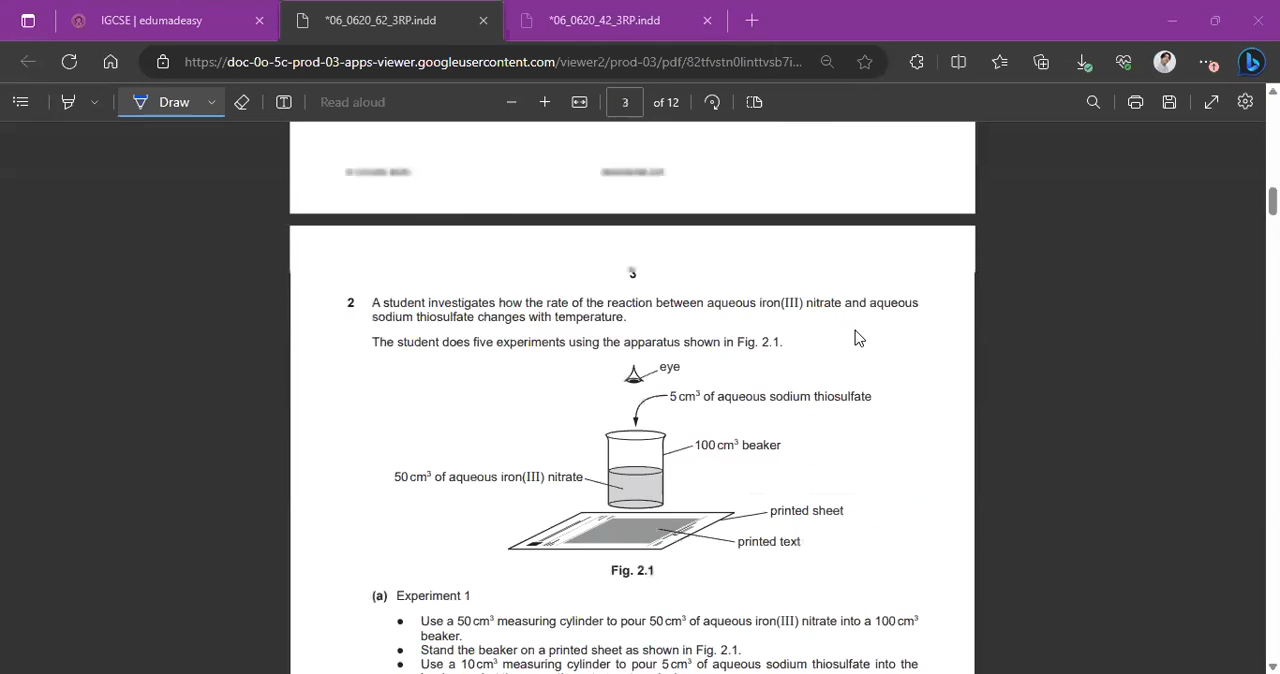 IGCSE | edumadeasy
*06_0620_62_3RP.indd
*06_0620_42_3RP.indd
https://doc-0o-5c-prod-03-apps-viewer.googleusercontent.com/viewer2/prod-03/pdf/82tfvstn0linttvsb7i...
Draw
Read aloud
3
of 12
3
2 A student investigates how the rate of the reaction between aqueous iron(III) nitrate and aqueous
sodium thiosulfate changes with temperature.
The student does five experiments using the apparatus shown in Fig. 2.1.
eye
5 cm³ of aqueous sodium thiosulfate
100 cm³ beaker
50 cm³ of aqueous iron(III) nitrate
printed sheet
printed text
Fig. 2.1
(a) Experiment 1
● Use a 50 cm³ measuring cylinder to pour 50 cm³ of aqueous iron(III) nitrate into a 100 cm³
beaker.
● Stand the beaker on a printed sheet as shown in Fig. 2.1.
● Use a 10 cm³ measuring cylinder to pour 5 cm³ of aqueous sodium thiosulfate into the